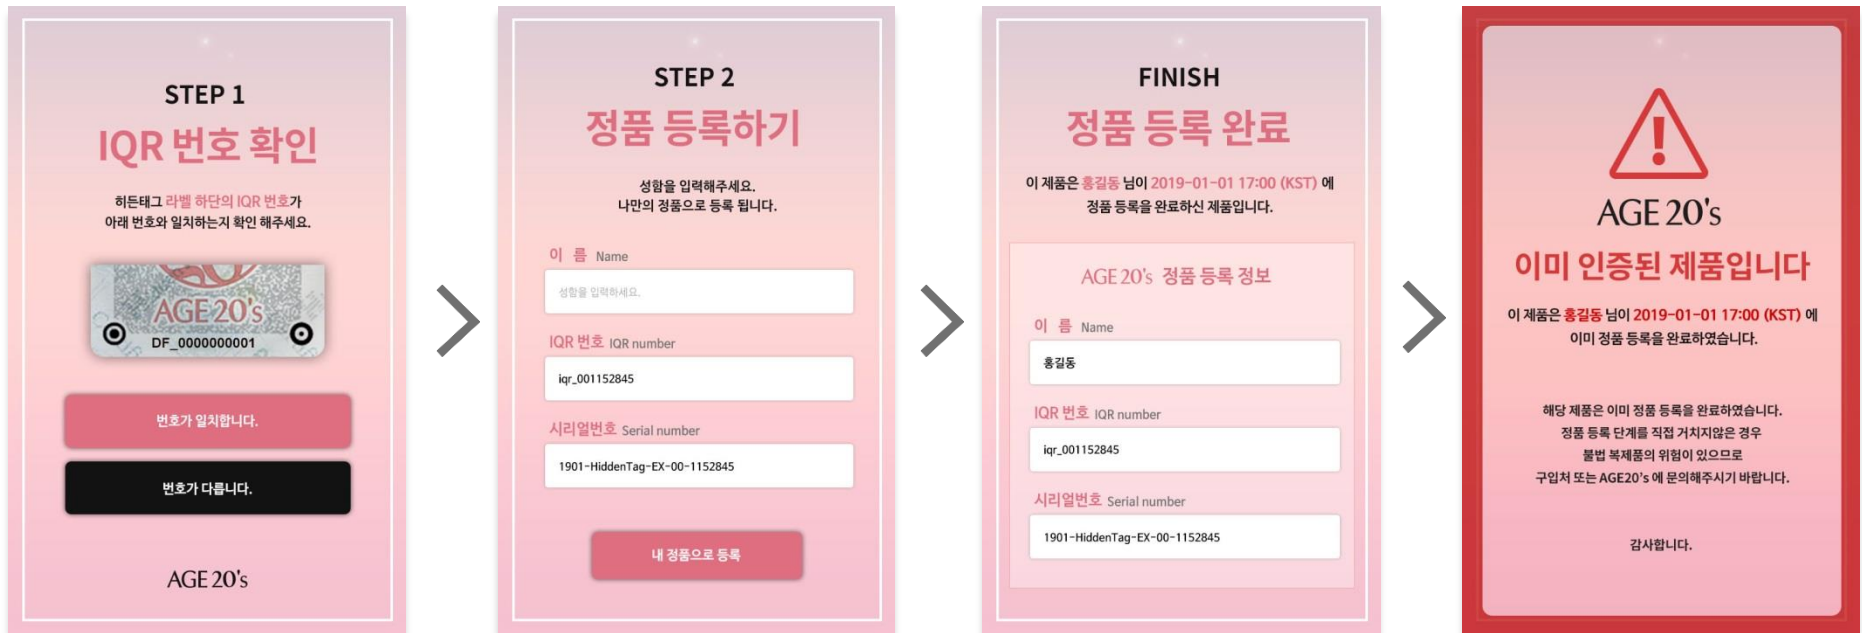 STEP 1
IQR 번호 확인
히든태그 라벨 하단의 IQR 번호가
아래 번호와 일치하는지 확인 해주세요.
AGE 20's
DF_0000000001
번호가 일치합니다.
번호가 다릅니다.
AGE 20's
STEP 2
정품 등록하기
성함을 입력해주세요.
나만의 정품으로 등록 됩니다.
이 름 Name
성함을 입력하세요.
IQR 번호 IQR number
iqr_001152845
시리얼번호 Serial number
1901-HiddenTag-EX-00-1152845
내 정품으로 등록
FINISH
정품 등록 완료
이 제품은 홍길동 님이 2019-01-01 17:00 (KST) 에
정품 등록을 완료하신 제품입니다.
AGE 20's 정품 등록 정보
이 름 Name
홍길동
IQR 번호 IQR number
iqr_001152845
시리얼번호 Serial number
1901-HiddenTag-EX-00-1152845
AGE 20's
이미 인증된 제품입니다
이 제품은 홍길동 님이 2019-01-01 17:00 (KST) 에
이미 정품 등록을 완료하였습니다.
해당 제품은 이미 정품 등록을 완료하였습니다.
정품 등록 단계를 직접 거치지않은 경우
불법 복제품의 위험이 있으므로
구입처 또는 AGE20's 에 문의해주시기 바랍니다.
감사합니다.